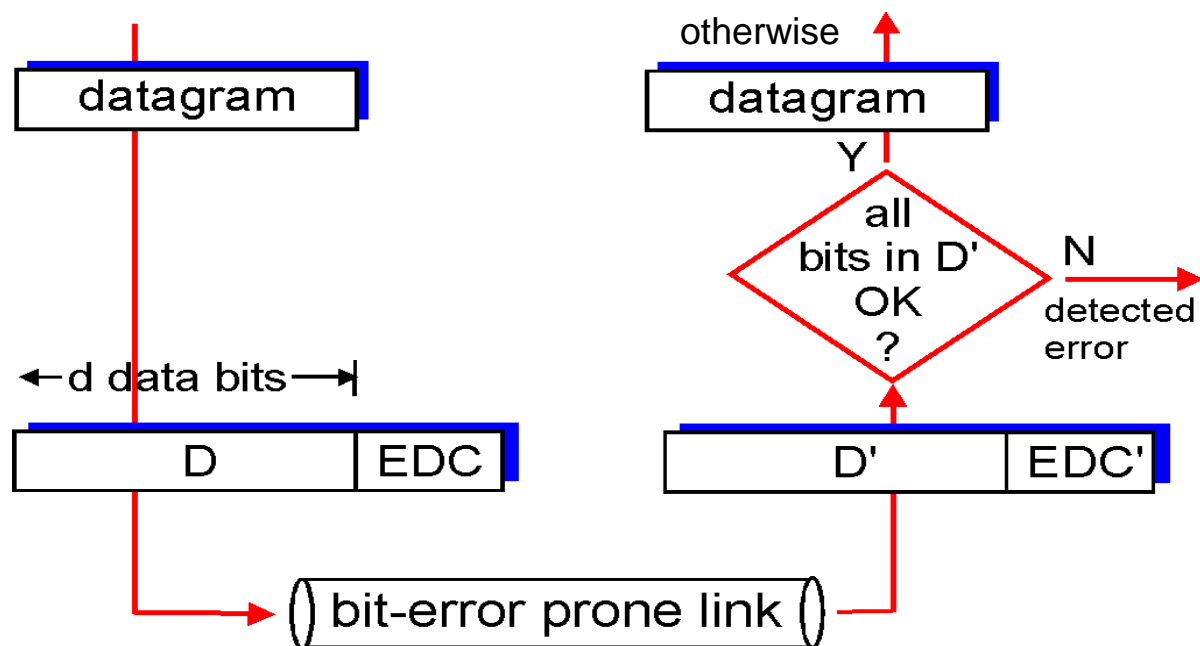 datagram
d data bits
D
EDC
bit-error prone link
otherwise
datagram
Y
all
bits in D'
OK
?
N
detected
error
D'
EDC'